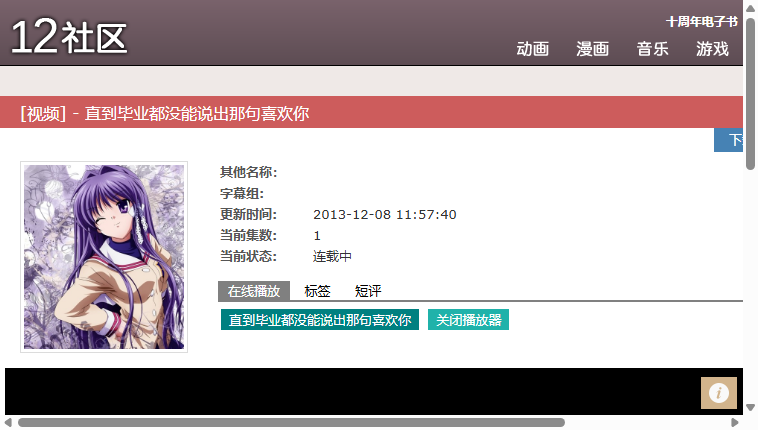 12社区
十周年电子书
动画 漫画 音乐 游戏
[视频] - 直到毕业都没能说出那句喜欢你
其他名称:
字幕组:
更新时间: 2013-12-08 11:57:40
当前集数: 1
当前状态: 连载中
在线播放 标签 短评
直到毕业都没能说出那句喜欢你 关闭播放器